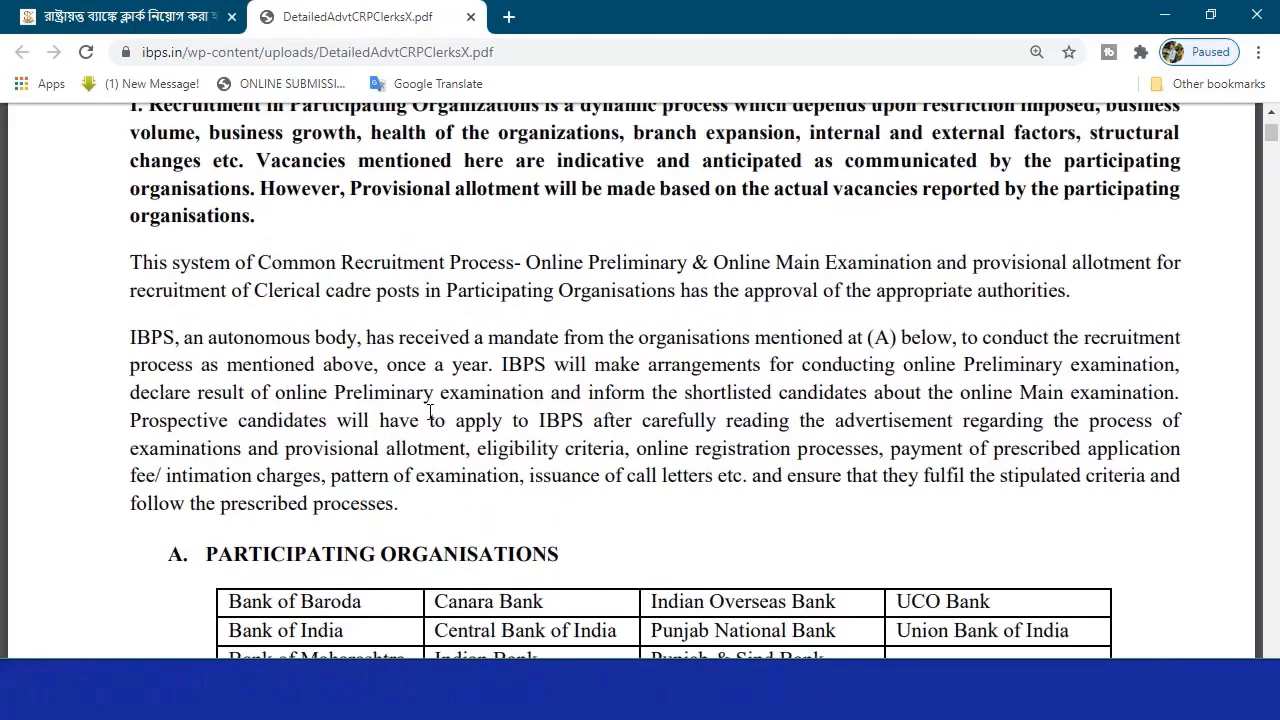 রাষ্ট্রায়ত্ত ব্যাঙ্কে ক্লার্ক নিয়োগ করা
DetailedAdvtCRPClerksX.pdf
ibps.in/wp-content/uploads/DetailedAdvtCRPClerksX.pdf
Paused
Apps
(1) New Message!
ONLINE SUBMISSI...
Google Translate
Other bookmarks
I. Recruitment in Participating Organizations is a dynamic process which depends upon restriction imposed, business
volume, business growth, health of the organizations, branch expansion, internal and external factors, structural
changes etc. Vacancies mentioned here are indicative and anticipated as communicated by the participating
organisations. However, Provisional allotment will be made based on the actual vacancies reported by the participating
organisations.
This system of Common Recruitment Process- Online Preliminary & Online Main Examination and provisional allotment for
recruitment of Clerical cadre posts in Participating Organisations has the approval of the appropriate authorities.
IBPS, an autonomous body, has received a mandate from the organisations mentioned at (A) below, to conduct the recruitment
process as mentioned above, once a year. IBPS will make arrangements for conducting online Preliminary examination,
declare result of online Preliminary examination and inform the shortlisted candidates about the online Main examination.
Prospective candidates will have to apply to IBPS after carefully reading the advertisement regarding the process of
examinations and provisional allotment, eligibility criteria, online registration processes, payment of prescribed application
fee/ intimation charges, pattern of examination, issuance of call letters etc. and ensure that they fulfil the stipulated criteria and
follow the prescribed processes.
A. PARTICIPATING ORGANISATIONS
Bank of Baroda Canara Bank Indian Overseas Bank UCO Bank
Bank of India Central Bank of India Punjab National Bank Union Bank of India
Bank of Maharashtra Indian Bank Punjab & Sind Bank